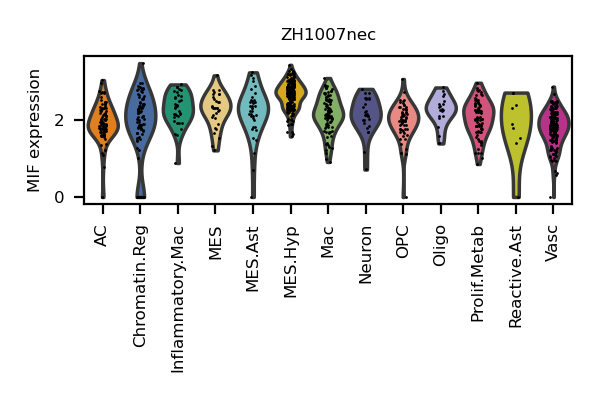 ZH1007nec
MIF expression
2
0
AC
Chromatin.Reg
Inflammatory.Mac
MES
MES.Ast
MES.Hyp
Mac
Neuron
OPC
Oligo
Prolif.Metab
Reactive.Ast
Vasc